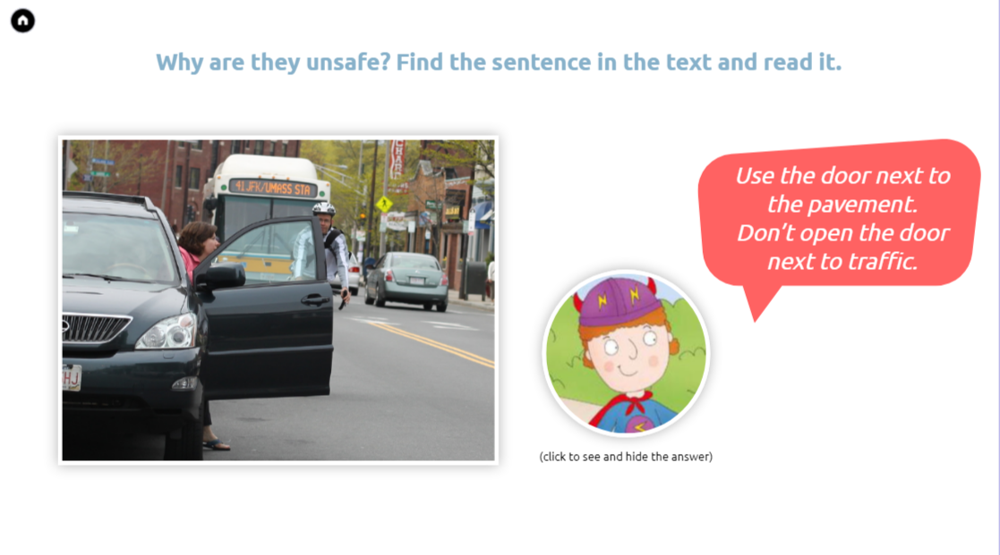 Why are they unsafe? Find the sentence in the text and read it.
41 JFK/UMASS STA
HJ
Use the door next to
the pavement.
Don't open the door
next to traffic.
(click to see and hide the answer)